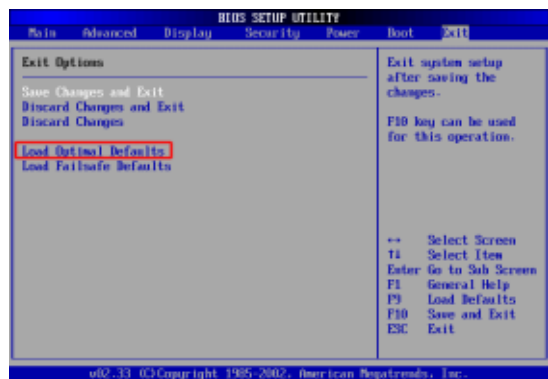 BIOS SETUP UTILITY
Main Advanced Display Security Power Boot Exit
Exit Options
Save Changes and Exit
Discard Changes and Exit
Discard Changes
Load Optimal Defaults
Load Failsafe Defaults
Exit system setup
after saving the
changes.
F10 key can be used
for this operation.
↔ Select Screen
↑↓ Select Item
Enter Go to Sub Screen
F1 General Help
F9 Load Defaults
F10 Save and Exit
ESC Exit
v02.33 (C)Copyright 1985-2002, American Megatrends, Inc.